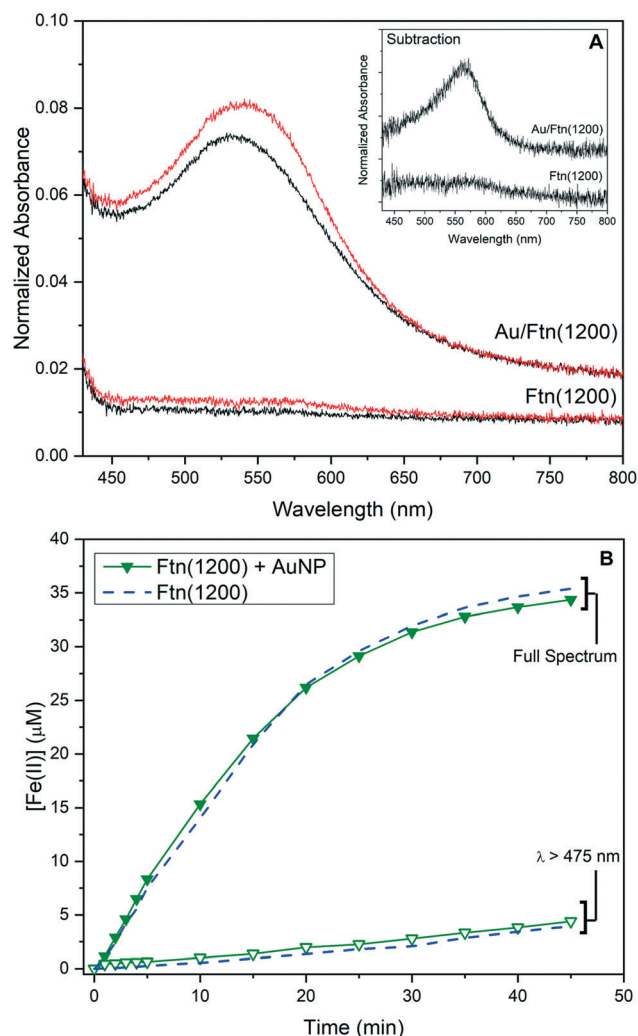 0.10
0.08
0.06
0.04
0.02
0.00
Normalized Absorbance
450 500 550 600 650 700 750 800
Wavelength (nm)
Au/Ftn(1200)
Ftn(1200)
Subtraction
A
Normalized Absorbance
Au/Ftn(1200)
Ftn(1200)
450 500 550 600 650 700 750 800
Wavelength (nm)
B
Ftn(1200) + AuNP
Ftn(1200)
40
35
30
25
20
15
10
5
0
[Fe(II)] (µM)
Full Spectrum
λ > 475 nm
0 10 20 30 40 50
Time (min)